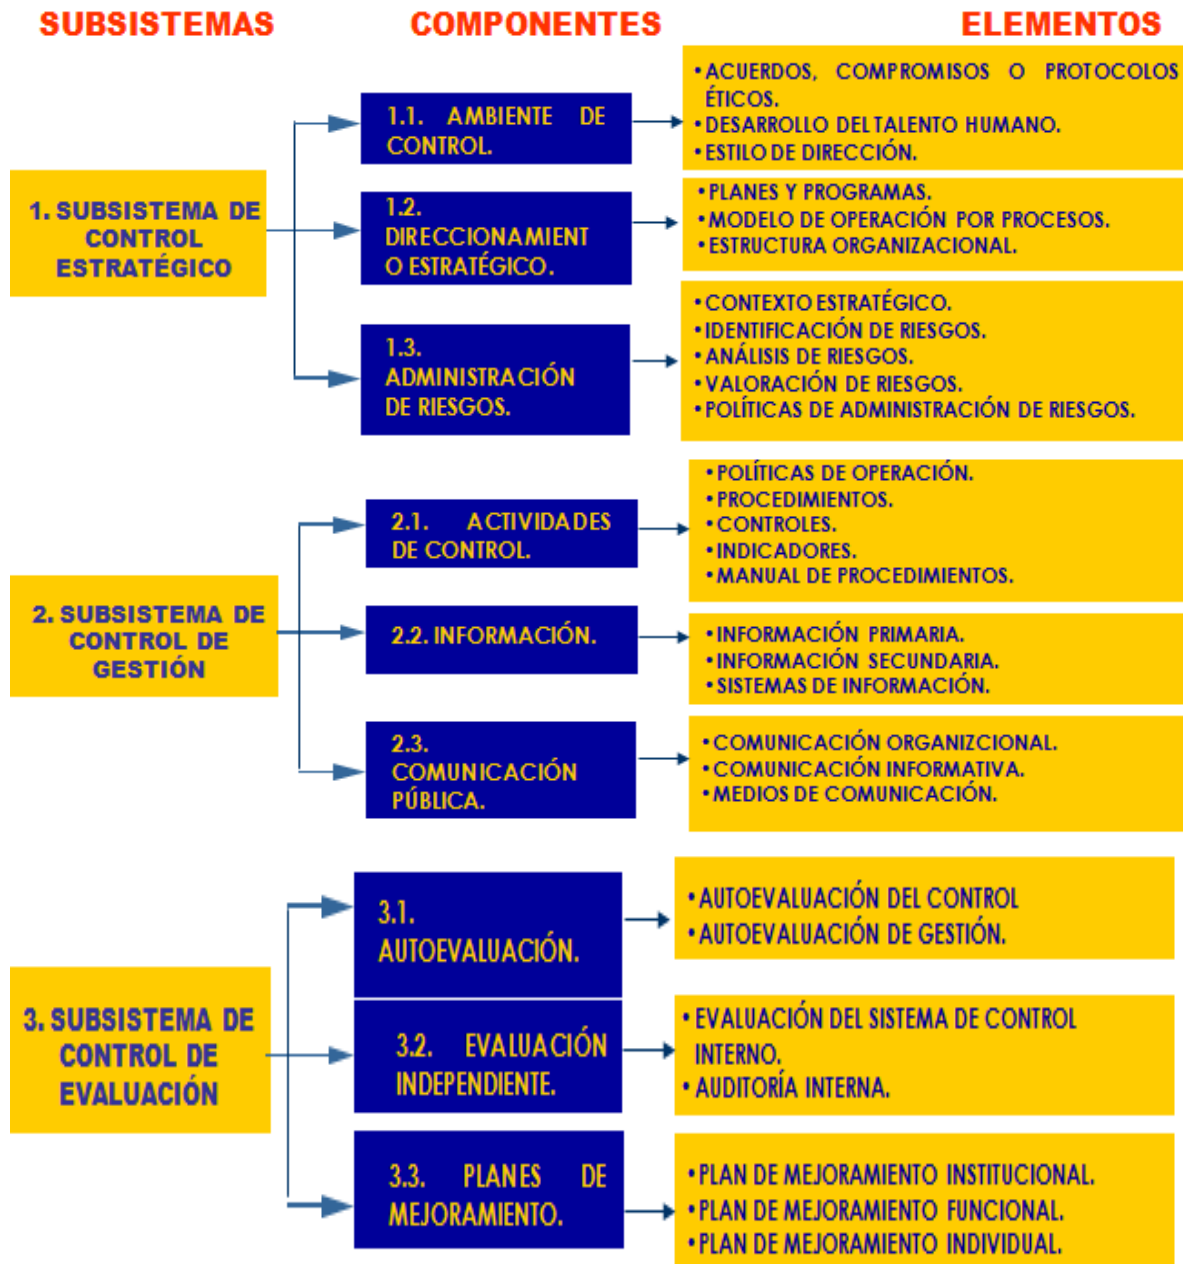 SUBSISTEMAS
COMPONENTES
ELEMENTOS
1. SUBSISTEMA DE
CONTROL
ESTRATÉGICO
1.1. AMBIENTE DE
CONTROL.
• ACUERDOS, COMPROMISOS O PROTOCOLOS
ÉTICOS.
• DESARROLLO DEL TALENTO HUMANO.
• ESTILO DE DIRECCIÓN.
1.2.
DIRECCIONAMIENT
O ESTRATÉGICO.
• PLANES Y PROGRAMAS.
• MODELO DE OPERACIÓN POR PROCESOS.
• ESTRUCTURA ORGANIZACIONAL.
1.3.
ADMINISTRACIÓN
DE RIESGOS.
• CONTEXTO ESTRATÉGICO.
• IDENTIFICACIÓN DE RIESGOS.
• ANÁLISIS DE RIESGOS.
• VALORACIÓN DE RIESGOS.
• POLÍTICAS DE ADMINISTRACIÓN DE RIESGOS.
2. SUBSISTEMA DE
CONTROL DE
GESTIÓN
2.1. ACTIVIDADES
DE CONTROL.
• POLÍTICAS DE OPERACIÓN.
• PROCEDIMIENTOS.
• CONTROLES.
• INDICADORES.
• MANUAL DE PROCEDIMIENTOS.
2.2. INFORMACIÓN.
• INFORMACIÓN PRIMARIA.
• INFORMACIÓN SECUNDARIA.
• SISTEMAS DE INFORMACIÓN.
2.3.
COMUNICACIÓN
PÚBLICA.
• COMUNICACIÓN ORGANIZCIONAL.
• COMUNICACIÓN INFORMATIVA.
• MEDIOS DE COMUNICACIÓN.
3. SUBSISTEMA DE
CONTROL DE
EVALUACIÓN
3.1.
AUTOEVALUACIÓN.
• AUTOEVALUACIÓN DEL CONTROL
• AUTOEVALUACIÓN DE GESTIÓN.
3.2. EVALUACIÓN
INDEPENDIENTE.
• EVALUACIÓN DEL SISTEMA DE CONTROL
INTERNO.
• AUDITORÍA INTERNA.
3.3. PLANES DE
MEJORAMIENTO.
• PLAN DE MEJORAMIENTO INSTITUCIONAL.
• PLAN DE MEJORAMIENTO FUNCIONAL.
• PLAN DE MEJORAMIENTO INDIVIDUAL.